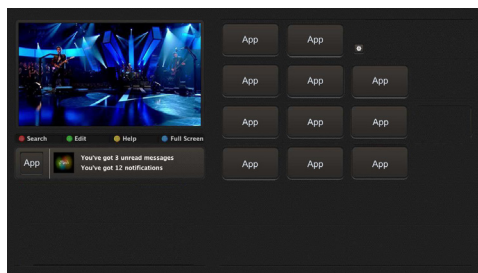 App App
App App App
App App App
App App App
Search Edit Help Full Screen
App
You've got 3 unread messages
You've got 12 notifications